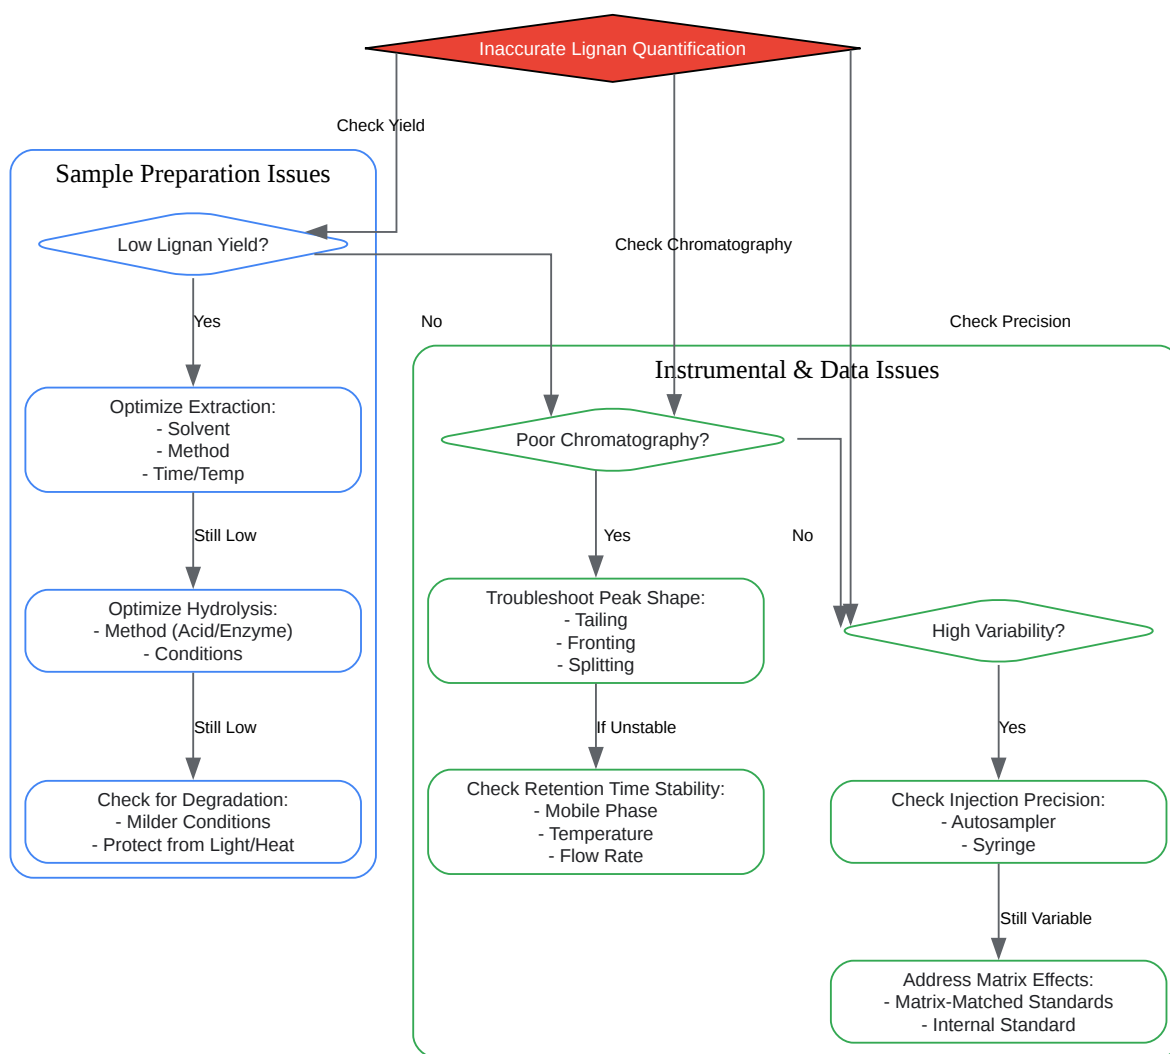 Inaccurate Lignan Quantification
Check Yield
Sample Preparation Issues
Low Lignan Yield?
Check Chromatography
Yes
No
Check Precision
Instrumental & Data Issues
Optimize Extraction:
- Solvent
- Method
- Time/Temp
Poor Chromatography?
Still Low
Yes
No
Optimize Hydrolysis:
- Method (Acid/Enzyme)
- Conditions
Troubleshoot Peak Shape:
- Tailing
- Fronting
- Splitting
High Variability?
Still Low
If Unstable
Yes
Check for Degradation:
- Milder Conditions
- Protect from Light/Heat
Check Retention Time Stability:
- Mobile Phase
- Temperature
- Flow Rate
Check Injection Precision:
- Autosampler
- Syringe
Still Variable
Address Matrix Effects:
- Matrix-Matched Standards
- Internal Standard